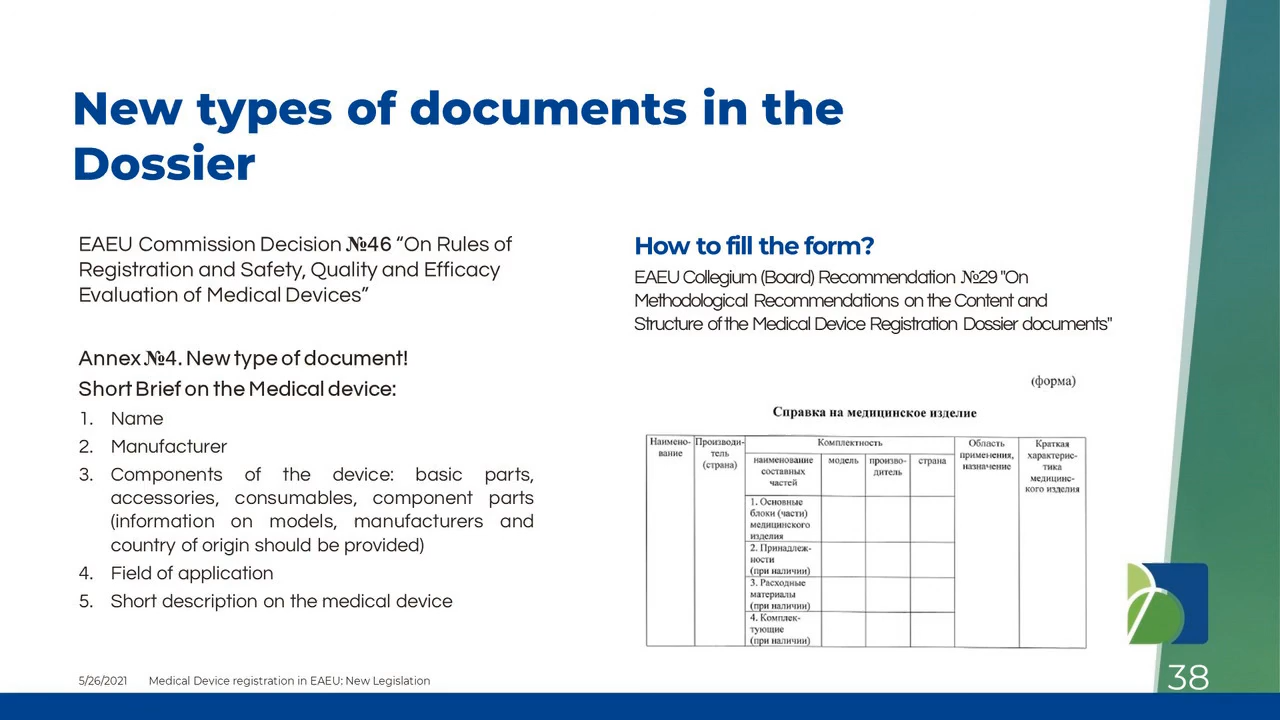 New types of documents in the
Dossier
EAEU Commission Decision №46 “On Rules of
Registration and Safety, Quality and Efficacy
Evaluation of Medical Devices”
Annex №4. New type of document!
Short Brief on the Medical device:
1. Name
2. Manufacturer
3. Components of the device: basic parts,
accessories, consumables, component parts
(information on models, manufacturers and
country of origin should be provided)
4. Field of application
5. Short description on the medical device
How to fill the form?
EAEU Collegium (Board) Recommendation №29 "On
Methodological Recommendations on the Content and
Structure of the Medical Device Registration Dossier documents"
(форма)
Справка на медицинское изделие
Наимено-
вание
Производи-
тель
(страна)
Комплектность
наименование
составных
частей
модель
произво-
дитель
страна
Область
применения,
назначение
Краткая
характерис-
тика
медицинс-
кого изделия
1. Основные
блоки (части)
медицинского
изделия
2. Принадлеж-
ности
(при наличии)
3. Расходные
материалы
(при наличии)
4. Комплек-
тующие
(при наличии)
5/26/2021 Medical Device registration in EAEU: New Legislation
38